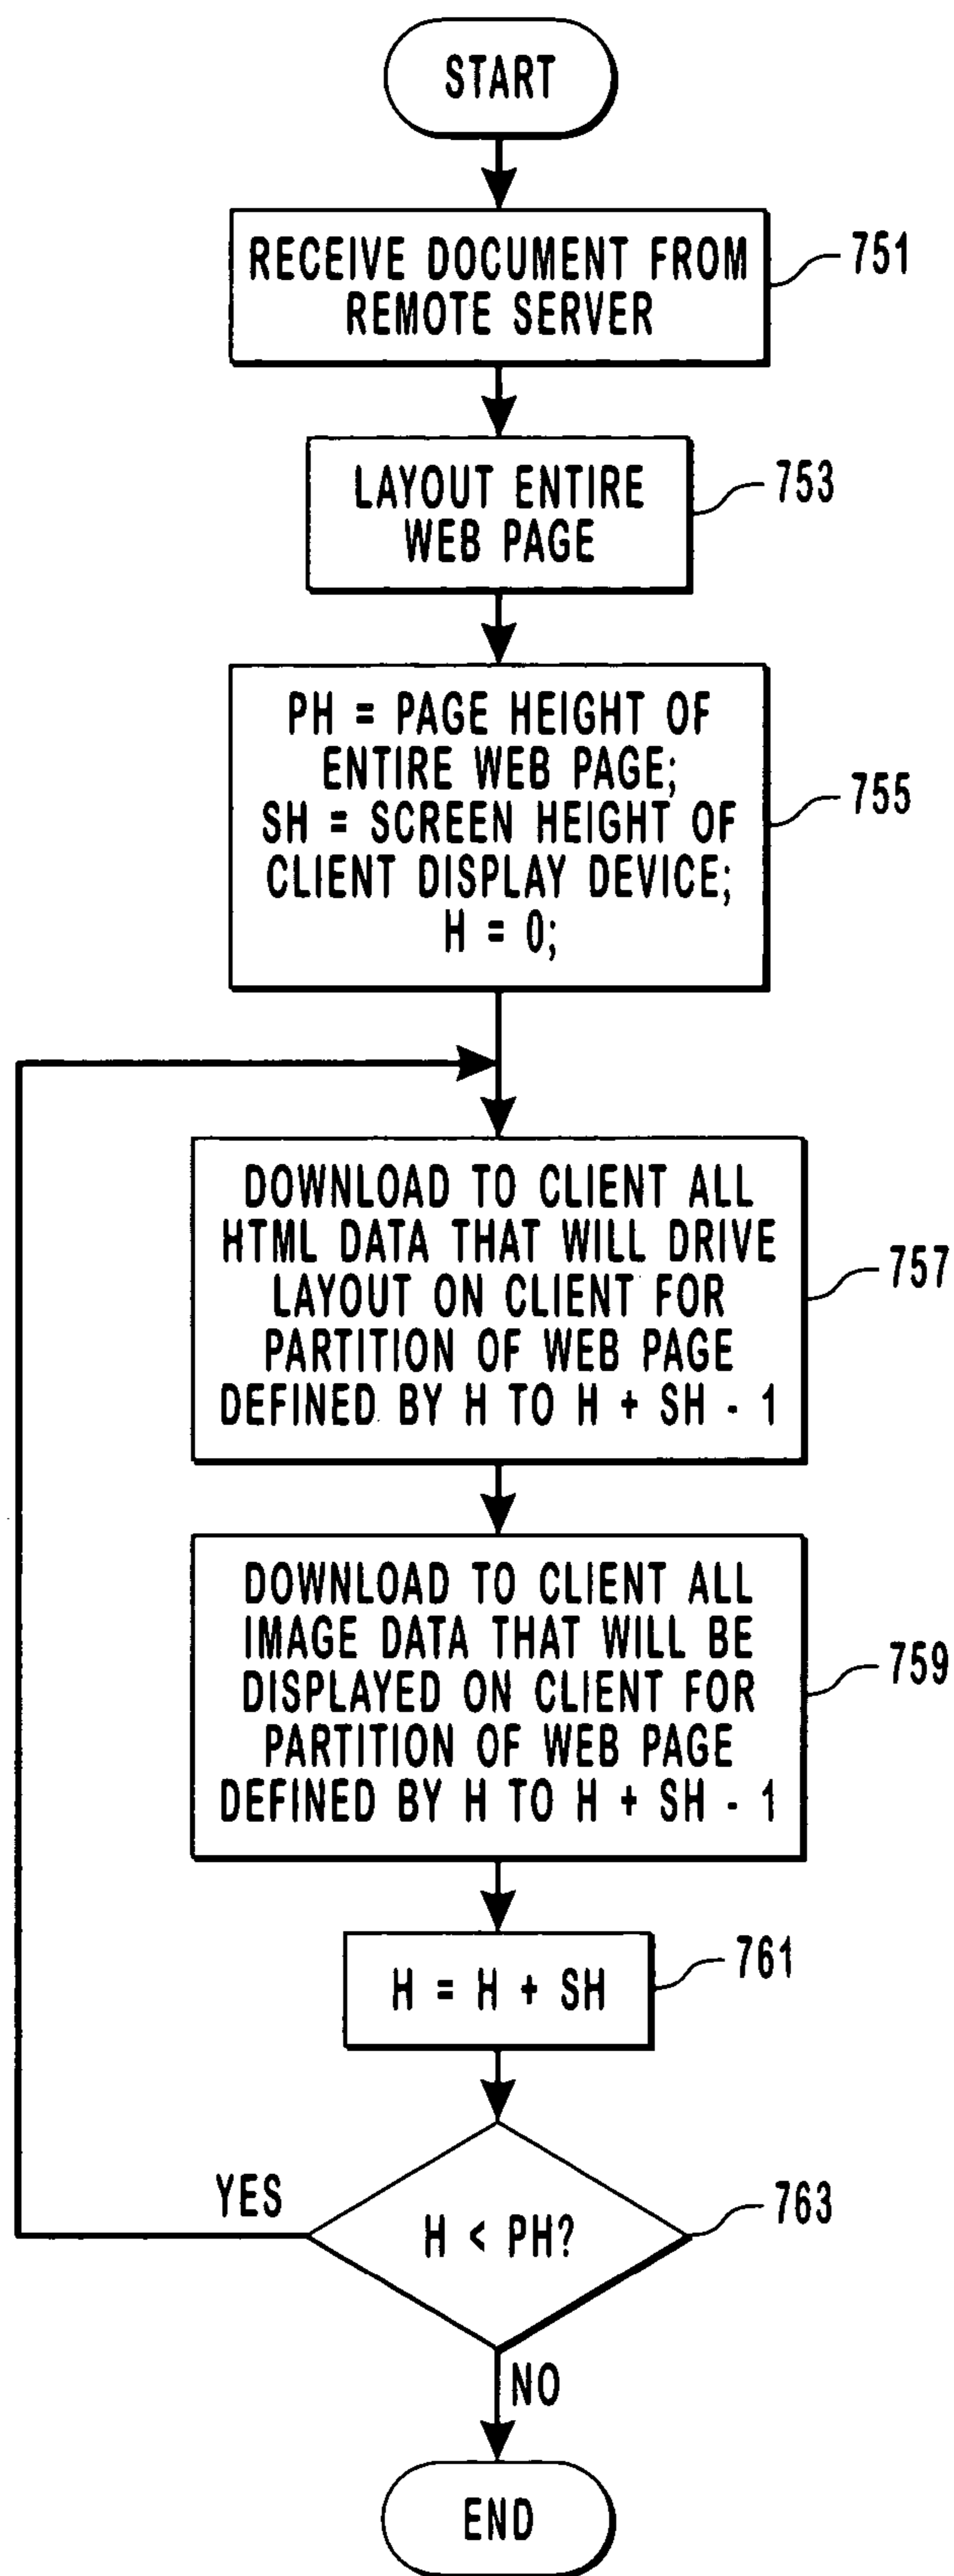 START
RECEIVE DOCUMENT FROM
REMOTE SERVER
751
LAYOUT ENTIRE
WEB PAGE
753
PH = PAGE HEIGHT OF
ENTIRE WEB PAGE;
SH = SCREEN HEIGHT OF
CLIENT DISPLAY DEVICE;
H = 0;
755
DOWNLOAD TO CLIENT ALL
HTML DATA THAT WILL DRIVE
LAYOUT ON CLIENT FOR
PARTITION OF WEB PAGE
DEFINED BY H TO H + SH - 1
757
DOWNLOAD TO CLIENT ALL
IMAGE DATA THAT WILL BE
DISPLAYED ON CLIENT FOR
PARTITION OF WEB PAGE
DEFINED BY H TO H + SH - 1
759
H = H + SH
761
YES
H < PH?
763
NO
END